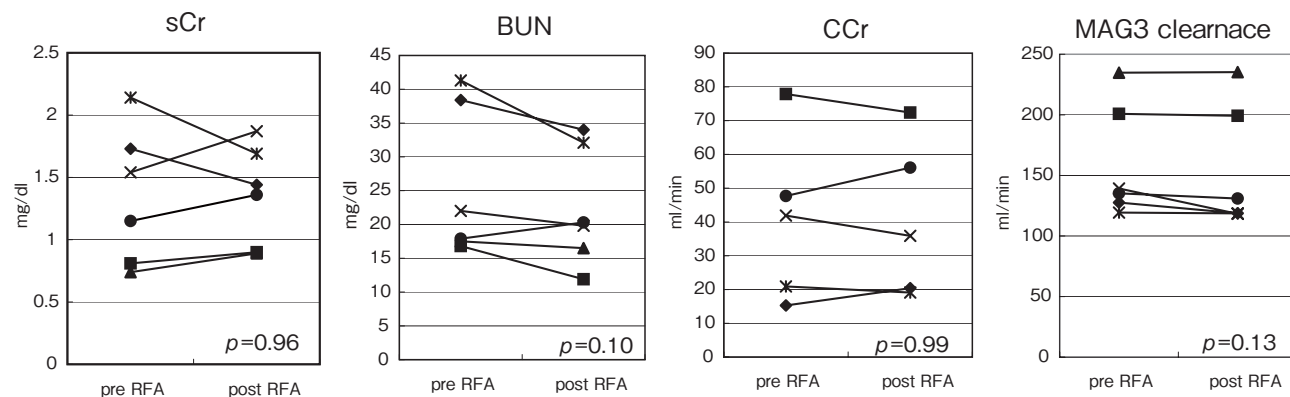 sCr
2.5
2
1.5
1
0.5
0
mg/dl
p=0.96
pre RFA post RFA
BUN
45
40
35
30
25
20
15
10
5
0
mg/dl
p=0.10
pre RFA post RFA
CCr
90
80
70
60
50
40
30
20
10
0
ml/min
p=0.99
pre RFA post RFA
MAG3 clearnace
250
200
150
100
50
0
ml/min
p=0.13
pre RFA post RFA